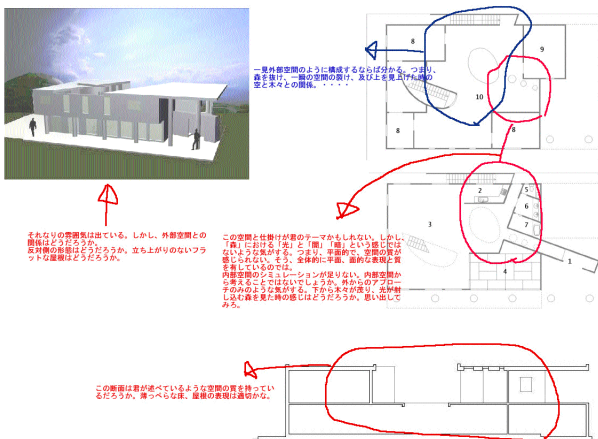 8
9
10
8
8
一見外部空間のように構成するならば分かる。つまり、
森を抜け、一瞬の空間の裂け、及び上を見上げた時の
空と木々との関係。・・・・
それなりの雰囲気は出ている。しかし、外部空間との
関係はどうだろうか。
反対側の形態はどうだろうか。立ち上がりのないフラ
ットな屋根はどうだろうか。
この空間と仕掛けが君のテーマかもしれない。しかし、
「森」における「光」と「闇」「暗」という感じでは
ないような気がする。つまり、平面的で、空間の質が
感じられない。そう、全体的に平面、面的な表現と質
を有しているのでは。
内部空間のシミュレーションが足りない。内部空間か
ら考えることではないでしょうか。外からのアプロー
チのみのような気がする。下から木々が茂り、光が射
し込む森を見た時の感じはどうだろうか。思い出して
みろ。
2
5
6
7
3
4
1
この断面は君が述べているような空間の質を持ってい
るだろうか。薄っぺらな床、屋根の表現は適切かな。